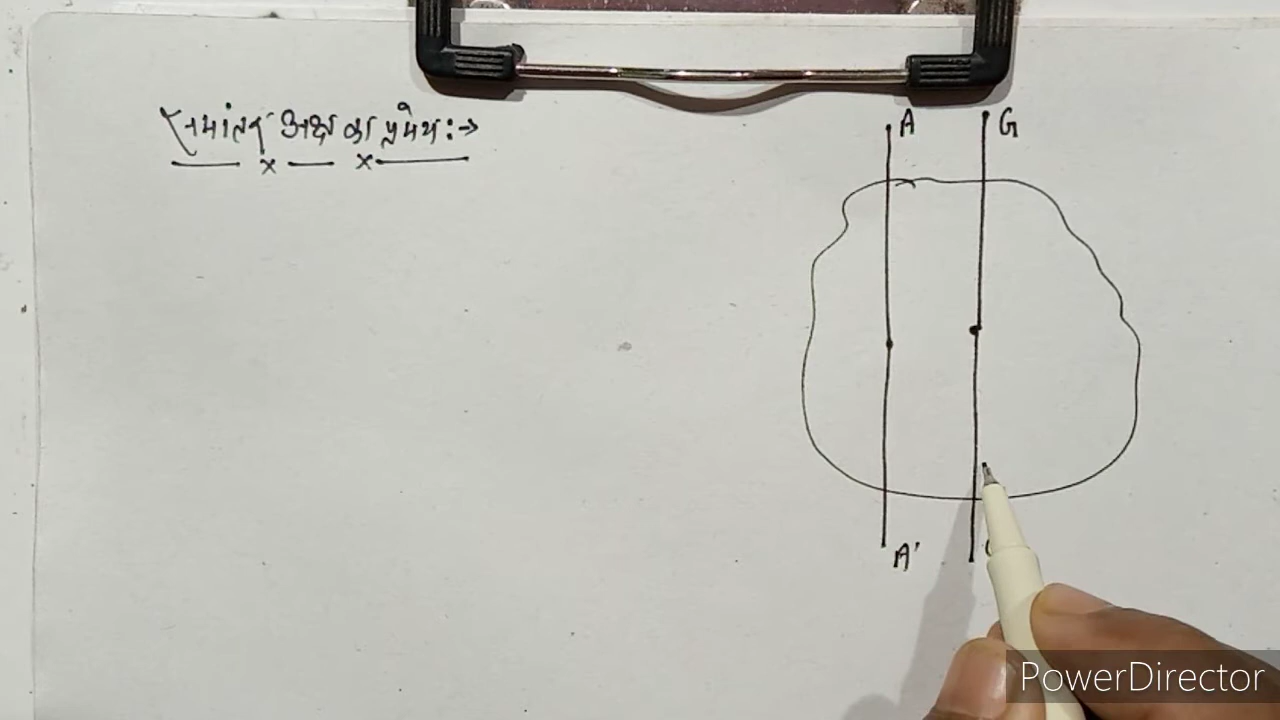 समांतर अक्ष का प्रमेय :→
A
G
A'
PowerDirector